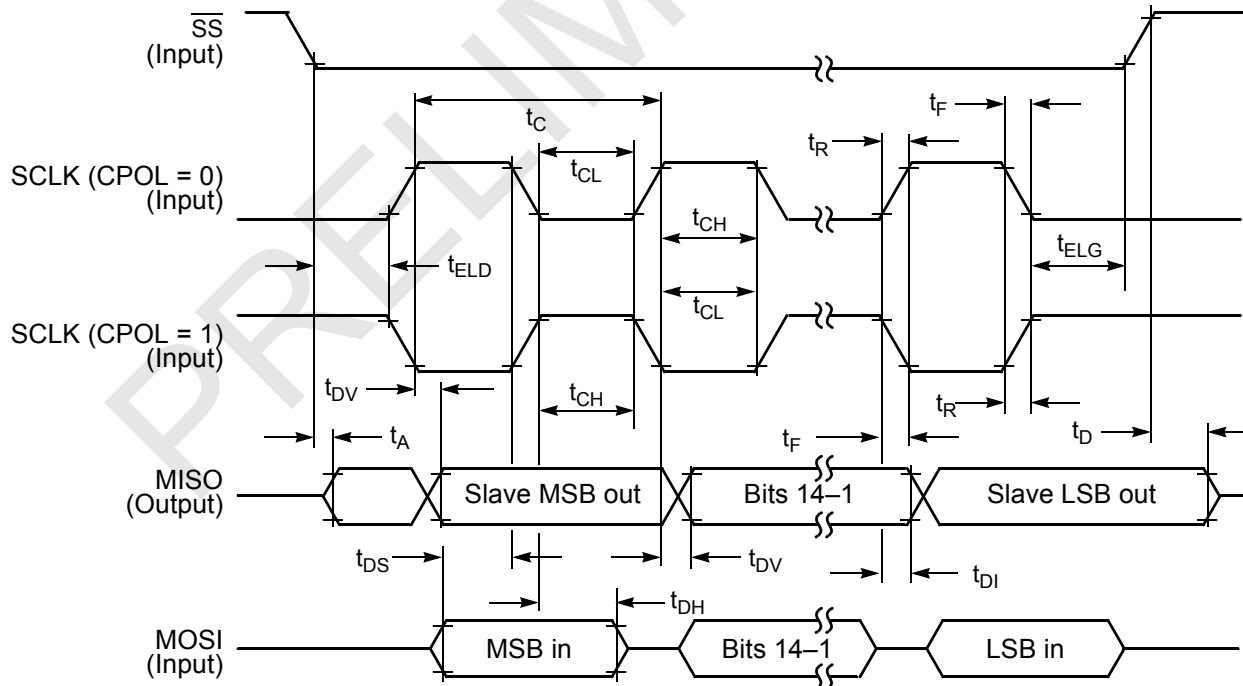 SS
(Input)
t_C
t_F
t_R
SCLK (CPOL = 0)
(Input)
t_CL
t_CH
t_ELD
t_ELG
t_CL
SCLK (CPOL = 1)
(Input)
t_DV
t_CH
t_R
t_A
t_F
t_D
MISO
(Output)
Slave MSB out
Bits 14–1
Slave LSB out
t_DS
t_DV
t_DI
t_DH
MOSI
(Input)
MSB in
Bits 14–1
LSB in
PRELIM